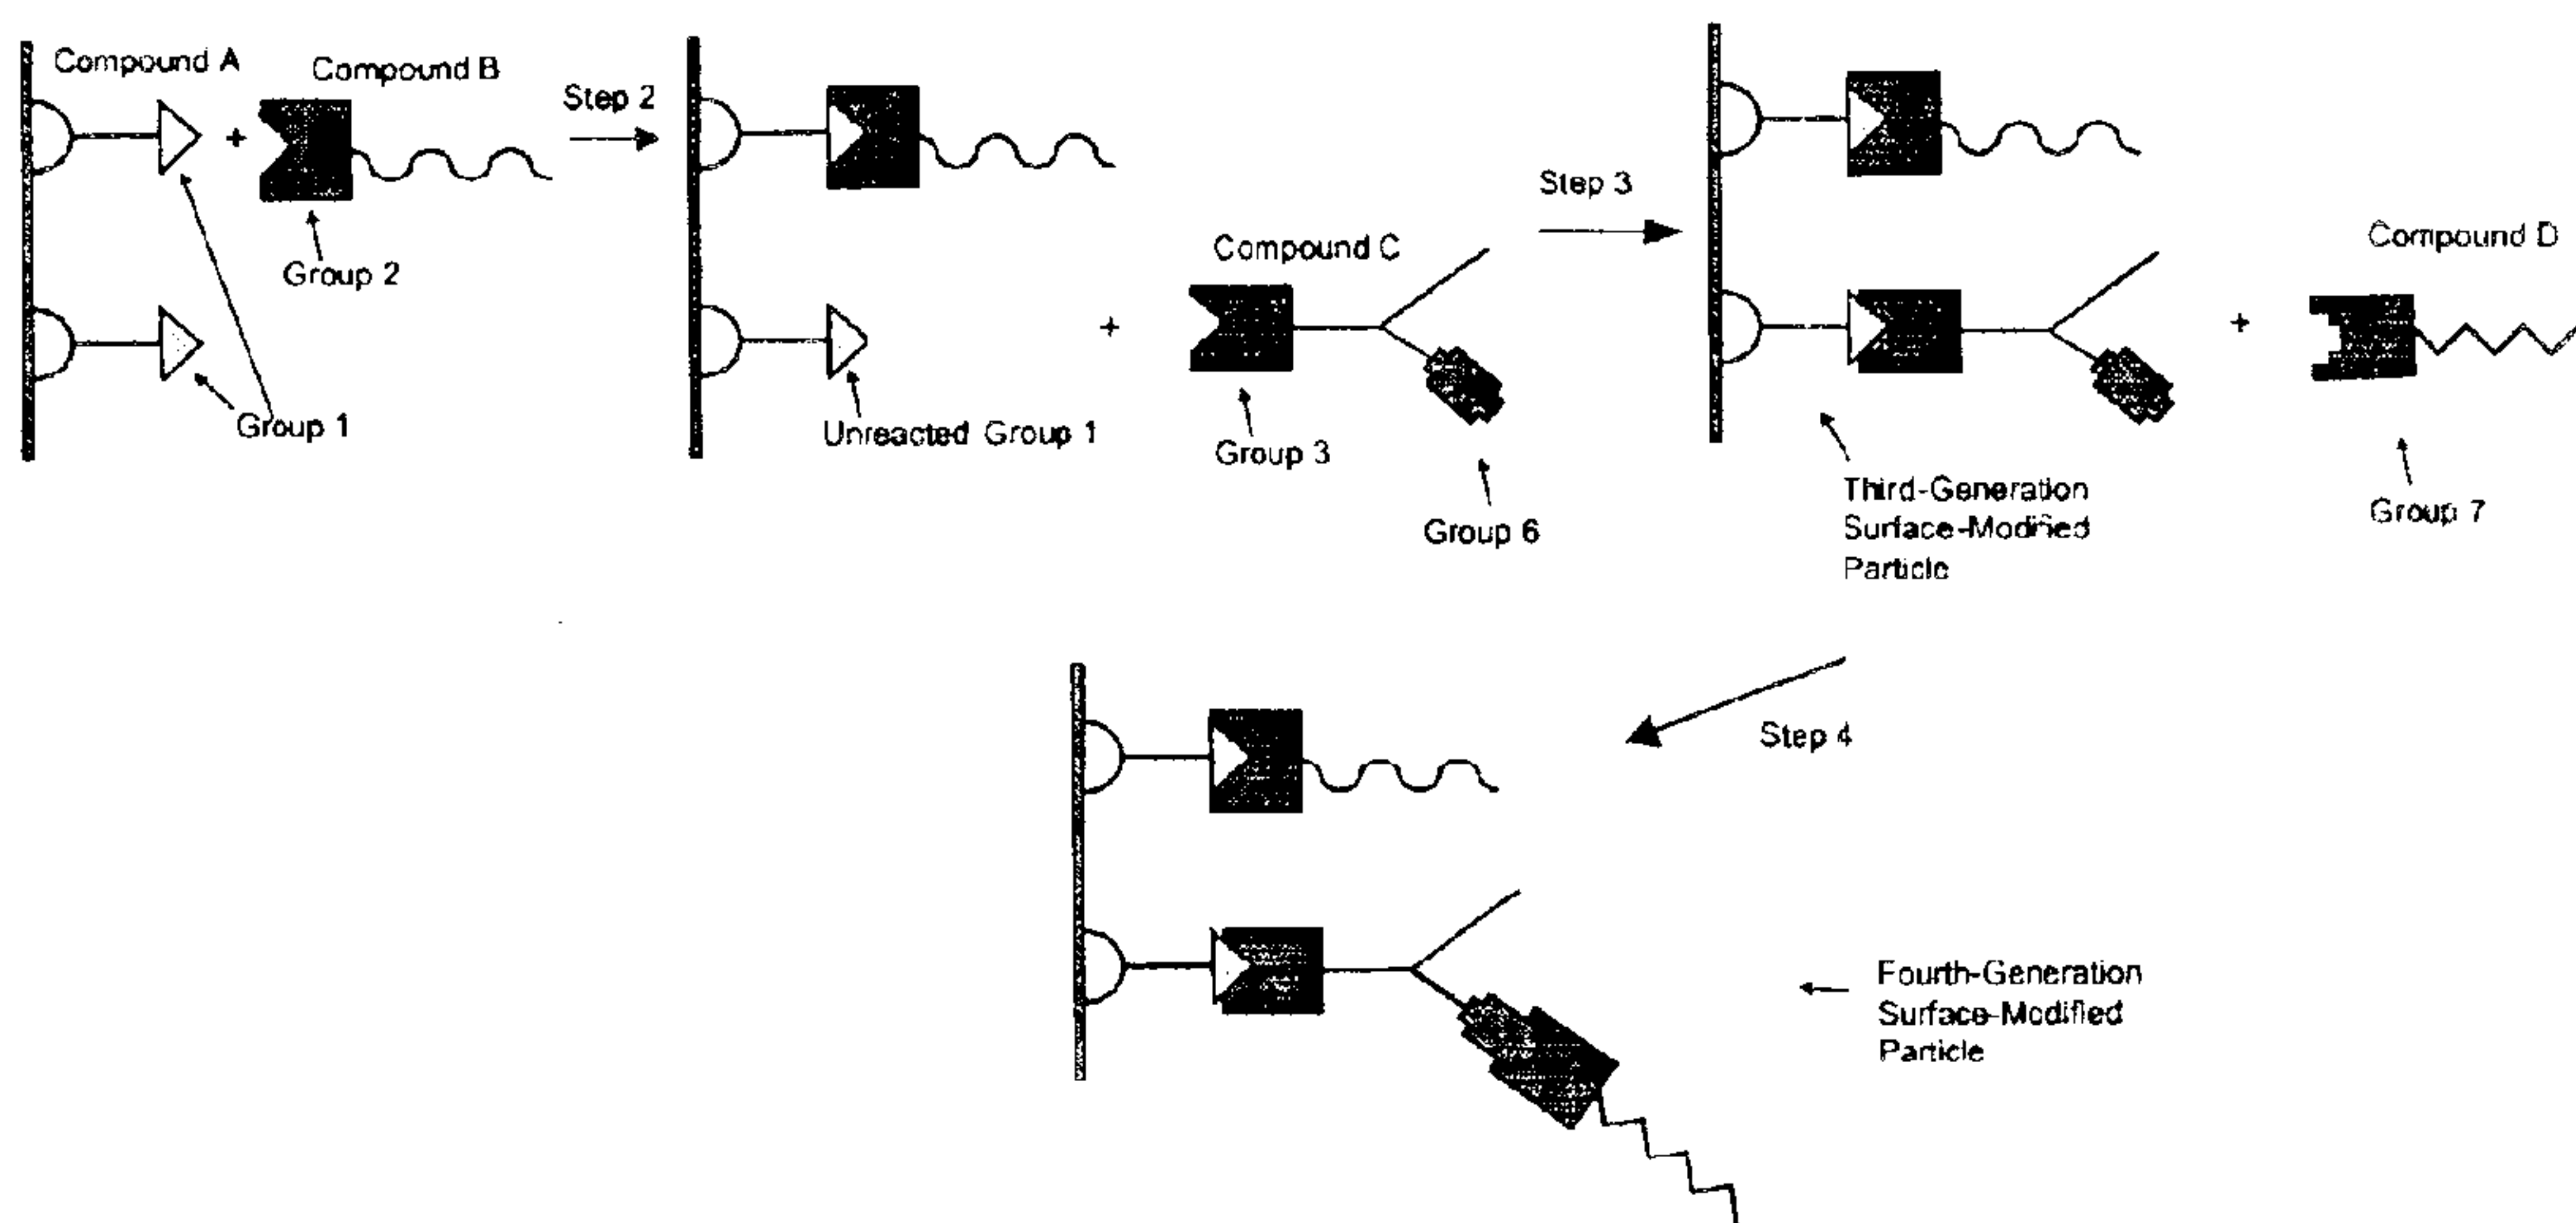 Compound A
Compound B
+
Step 2
Group 2
Group 1
Unreacted Group 1
+
Compound C
Group 3
Group 6
Step 3
Third-Generation
Surface-Modified
Particle
+
Compound D
Group 7
Step 4
Fourth-Generation
Surface-Modified
Particle